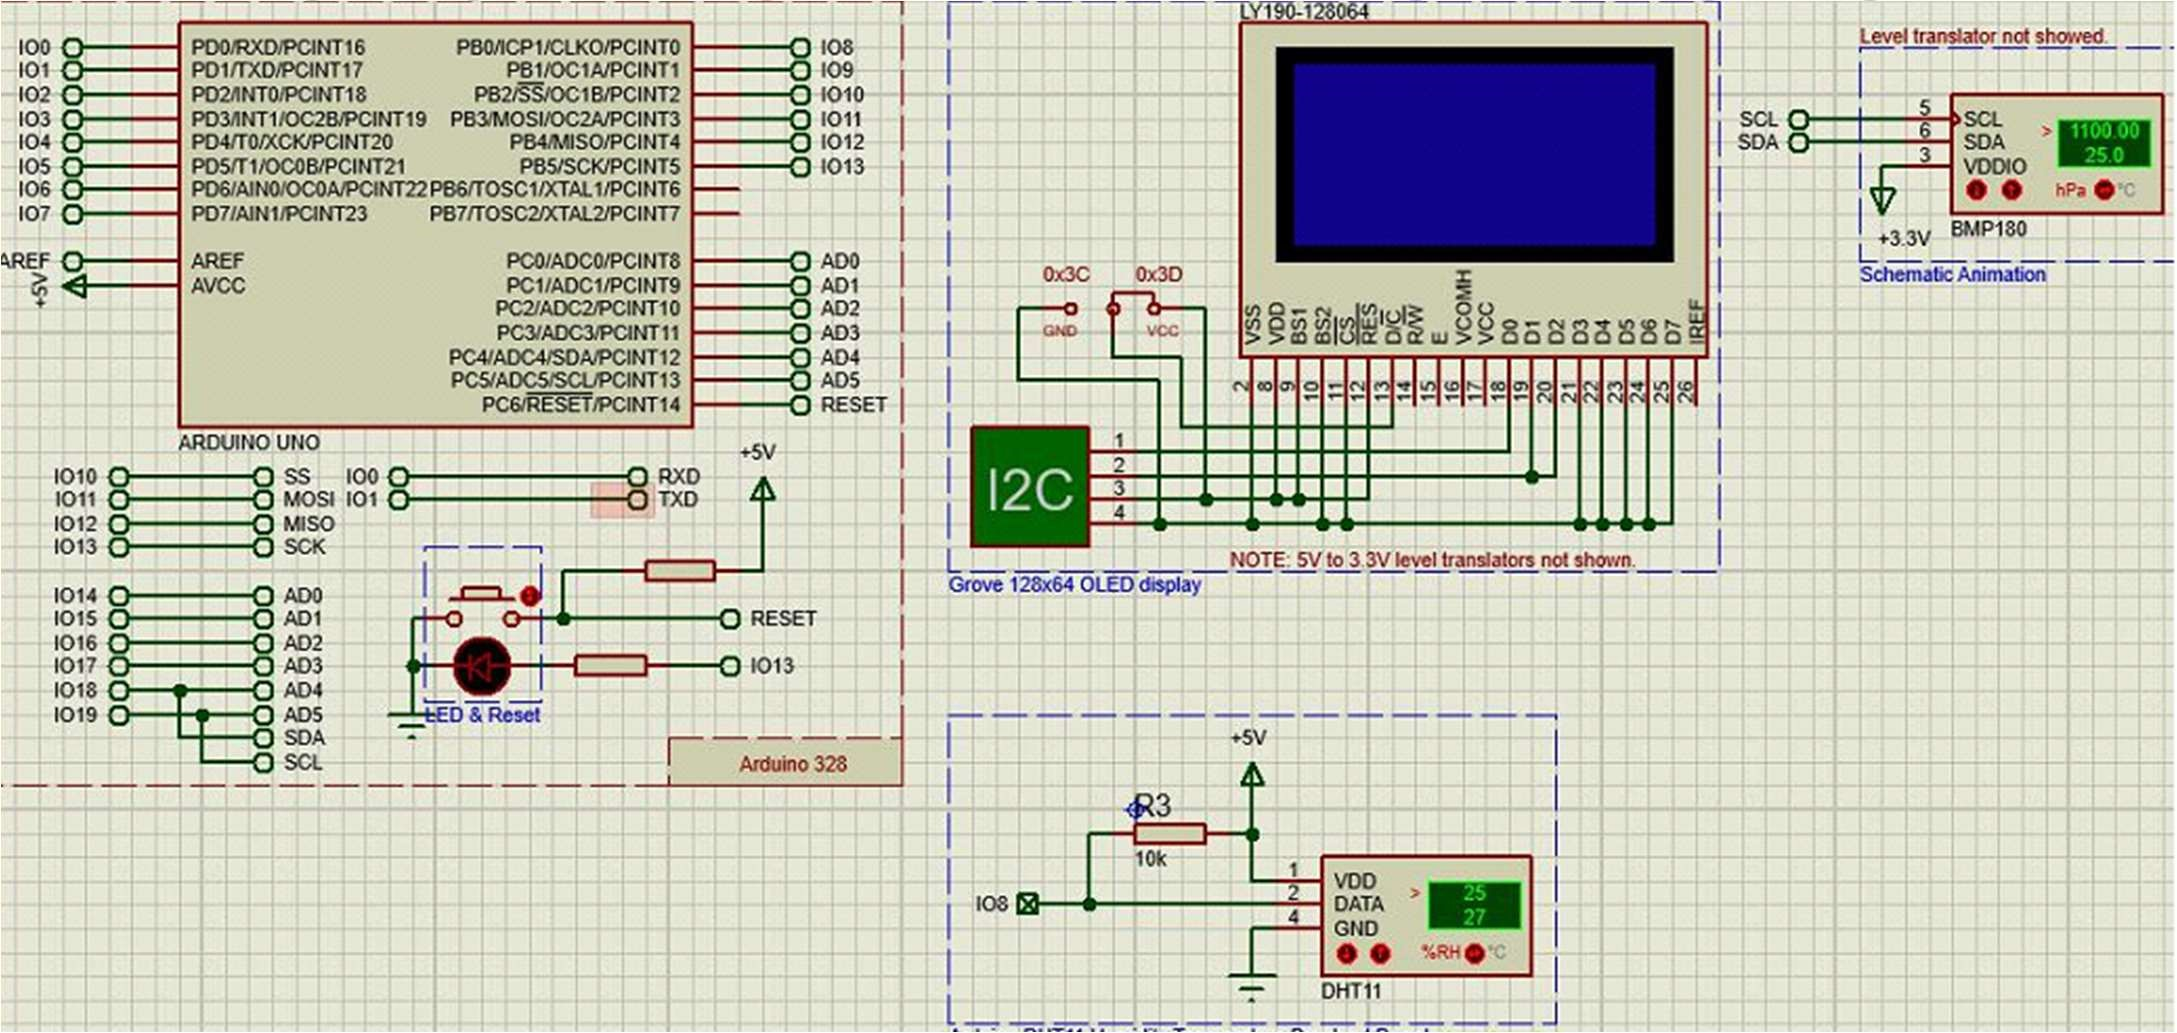 IO0 PD0/RXD/PCINT16 PB0/ICP1/CLKO/PCINT0 IO8
IO1 PD1/TXD/PCINT17 PB1/OC1A/PCINT1 IO9
IO2 PD2/INT0/PCINT18 PB2/SS/OC1B/PCINT2 IO10
IO3 PD3/INT1/OC2B/PCINT19 PB3/MOSI/OC2A/PCINT3 IO11
IO4 PD4/T0/XCK/PCINT20 PB4/MISO/PCINT4 IO12
IO5 PD5/T1/OC0B/PCINT21 PB5/SCK/PCINT5 IO13
IO6 PD6/AIN0/OC0A/PCINT22 PB6/TOSC1/XTAL1/PCINT6
IO7 PD7/AIN1/PCINT23 PB7/TOSC2/XTAL2/PCINT7
AREF AREF PC0/ADC0/PCINT8 AD0
+5V AVCC PC1/ADC1/PCINT9 AD1
PC2/ADC2/PCINT10 AD2
PC3/ADC3/PCINT11 AD3
PC4/ADC4/SDA/PCINT12 AD4
PC5/ADC5/SCL/PCINT13 AD5
PC6/RESET/PCINT14 RESET
ARDUINO UNO
+5V
IO10 SS IO0 RXD
IO11 MOSI IO1 TXD
IO12 MISO
IO13 SCK
IO14 AD0
IO15 AD1 RESET
IO16 AD2
IO17 AD3 IO13
IO18 AD4
IO19 AD5 LED & Reset
SDA
SCL
Arduino 328
LY190-128064
0x3C 0x3D
GND VCC
VSS VDD BS1 BS2 CS RES D/C R/W E VCOMH VCC D0 D1 D2 D3 D4 D5 D6 D7 IREF
2 8 9 10 11 12 13 14 15 16 17 18 19 20 21 22 23 24 25 26
I2C
1
2
3
4
NOTE: 5V to 3.3V level translators not shown.
Grove 128x64 OLED display
Level translator not showed.
SCL 5 SCL 1100.00
SDA 6 SDA 25.0
3 VDDIO
hPa °C
+3.3V BMP180
Schematic Animation
+5V
R3
10k
1 VDD 25
IO8 2 DATA 27
4 GND
%RH °C
DHT11